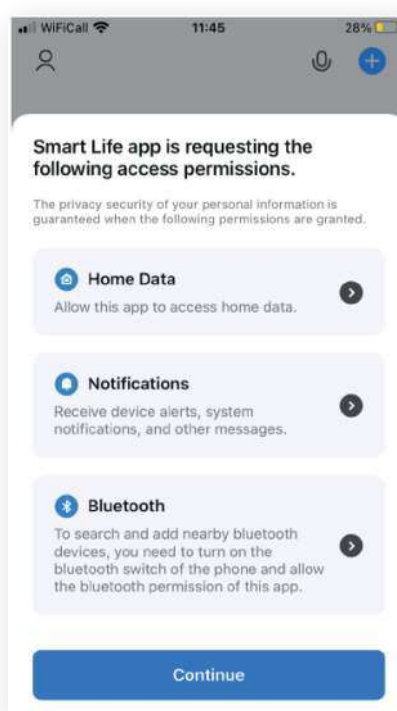 WiFiCall 11:45 28%
Smart Life app is requesting the
following access permissions.
The privacy security of your personal information is
guaranteed when the following permissions are granted.
Home Data
Allow this app to access home data.
Notifications
Receive device alerts, system
notifications, and other messages.
Bluetooth
To search and add nearby bluetooth
devices, you need to turn on the
bluetooth switch of the phone and allow
the bluetooth permission of this app.
Continue